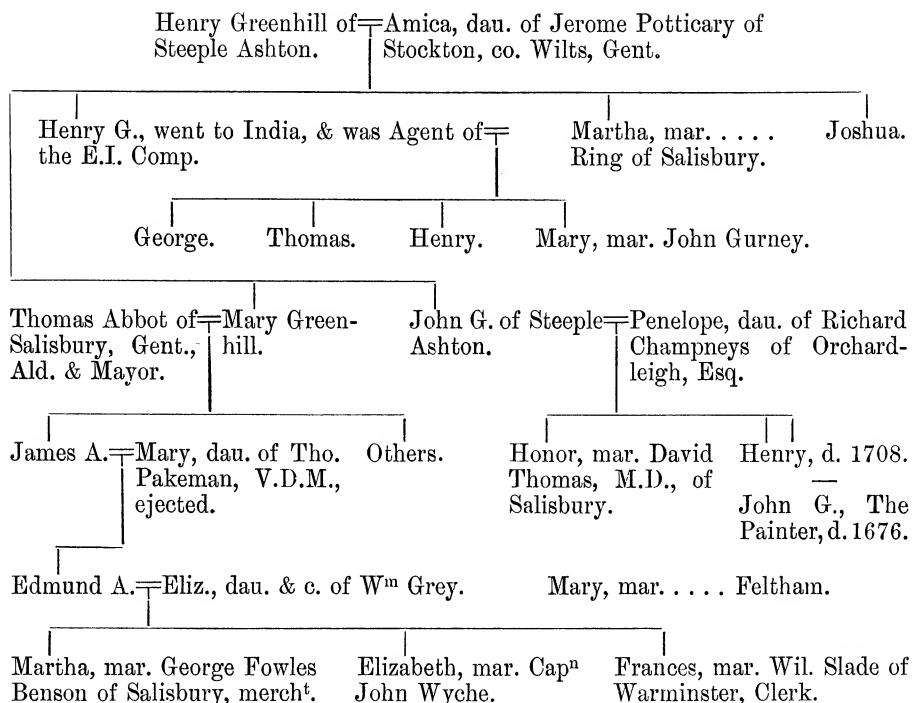 Henry Greenhill of Amica, dau. of Jerome Potticary of
Steeple Ashton. Stockton, co. Wilts, Gent.
Henry G., went to India, & was Agent of Martha, mar. . . . . . Joshua.
the E.I. Comp. Ring of Salisbury.
George. Thomas. Henry. Mary, mar. John Gurney.
Thomas Abbot of Mary Green- John G. of Steeple Penelope, dau. of Richard
Salisbury, Gent., hill. Ashton. Champneys of Orchard-
Ald. & Mayor. leigh, Esq.
James A. Mary, dau. of Tho. Others. Honor, mar. David Henry, d. 1708.
Pakeman, V.D.M., Thomas, M.D., of —
ejected. Salisbury. John G., The
Painter, d. 1676.
Edmund A. Eliz., dau. & c. of Wᵐ Grey. Mary, mar. . . . . . Feltham.
Martha, mar. George Fowles Elizabeth, mar. Capⁿ Frances, mar. Wil. Slade of
Benson of Salisbury, mercht. John Wyche. Warminster, Clerk.